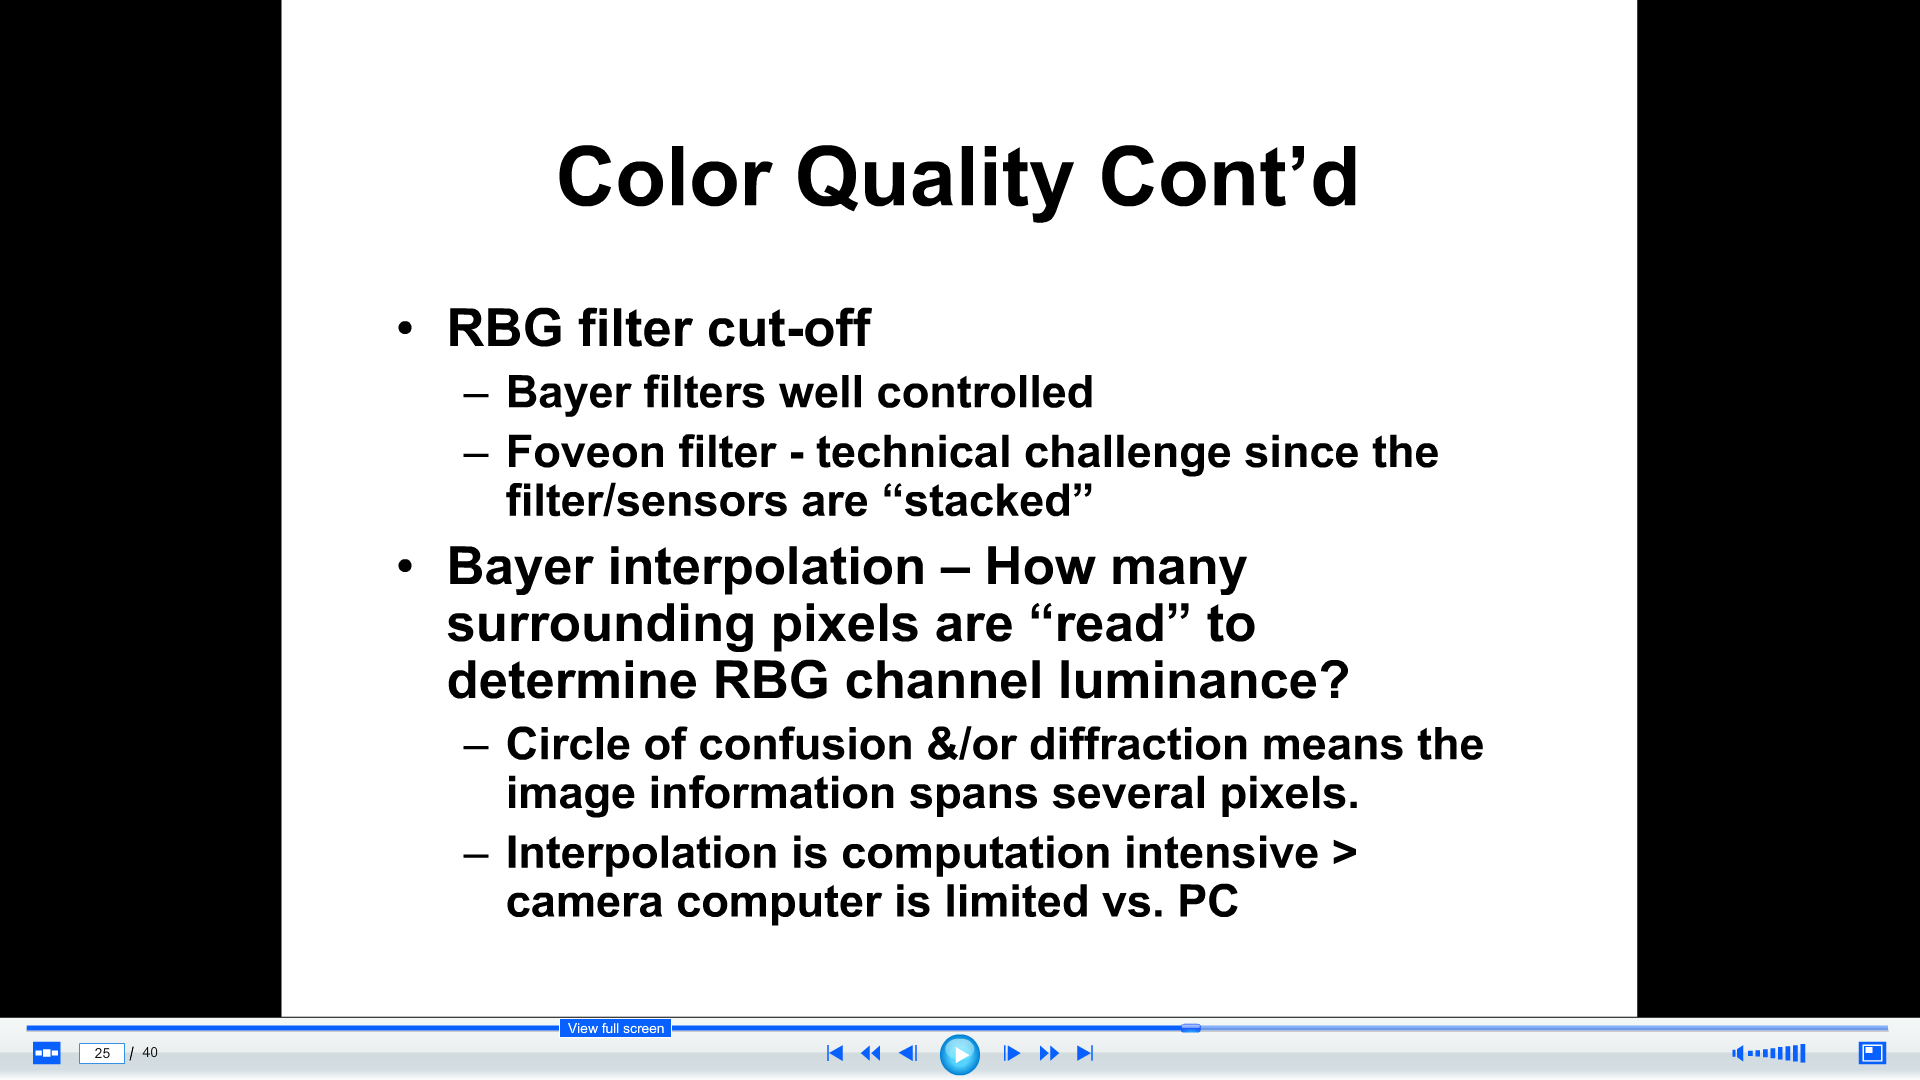 Color Quality Cont’d
• RBG filter cut-off
– Bayer filters well controlled
– Foveon filter - technical challenge since the
filter/sensors are “stacked”
• Bayer interpolation – How many
surrounding pixels are “read” to
determine RBG channel luminance?
– Circle of confusion &/or diffraction means the
image information spans several pixels.
– Interpolation is computation intensive >
camera computer is limited vs. PC
View full screen
25 / 40